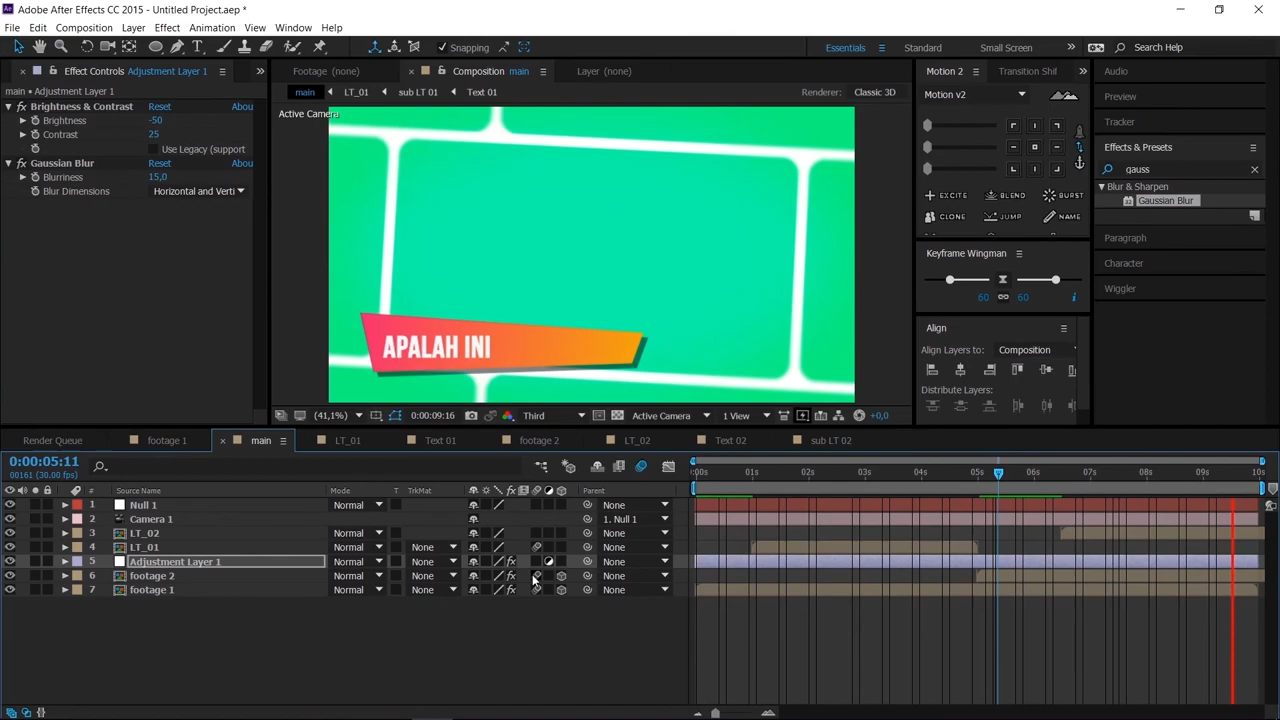 Adobe After Effects CC 2015 - Untitled Project.aep *
File Edit Composition Layer Effect Animation View Window Help
Snapping Essentials Standard Small Screen Search Help
Effect Controls Adjustment Layer 1
main • Adjustment Layer 1
Brightness & Contrast Reset Abou
Brightness -50
Contrast 25
Use Legacy (support
Gaussian Blur Reset Abou
Blurriness 15,0
Blur Dimensions Horizontal and Verti
Footage (none) Composition main Layer (none)
main LT_01 sub LT 01 Text 01 Renderer: Classic 3D
Active Camera
APALAH INI
(41,1%) 0:00:09:16 Third Active Camera 1 View +0,0
Motion 2 Transition Shif
Motion v2
EXCITE BLEND BURST
CLONE JUMP NAME
Keyframe Wingman
60 60
Align
Align Layers to: Composition
Distribute Layers:
Audio
Preview
Tracker
Effects & Presets
gauss
Blur & Sharpen
Gaussian Blur
Paragraph
Character
Wiggler
Render Queue footage 1 main LT_01 Text 01 footage 2 LT_02 Text 02 sub LT 02
0:00:05:11
00161 (30.00 fps)
:00s 01s 02s 03s 04s 05s 06s 07s 08s 09s 10s
# Source Name Mode T TrkMat Parent
1 Null 1 Normal None
2 Camera 1 1. Null 1
3 LT_02 Normal None
4 LT_01 Normal None None
5 Adjustment Layer 1 Normal None None
6 footage 2 Normal None None
7 footage 1 Normal None None